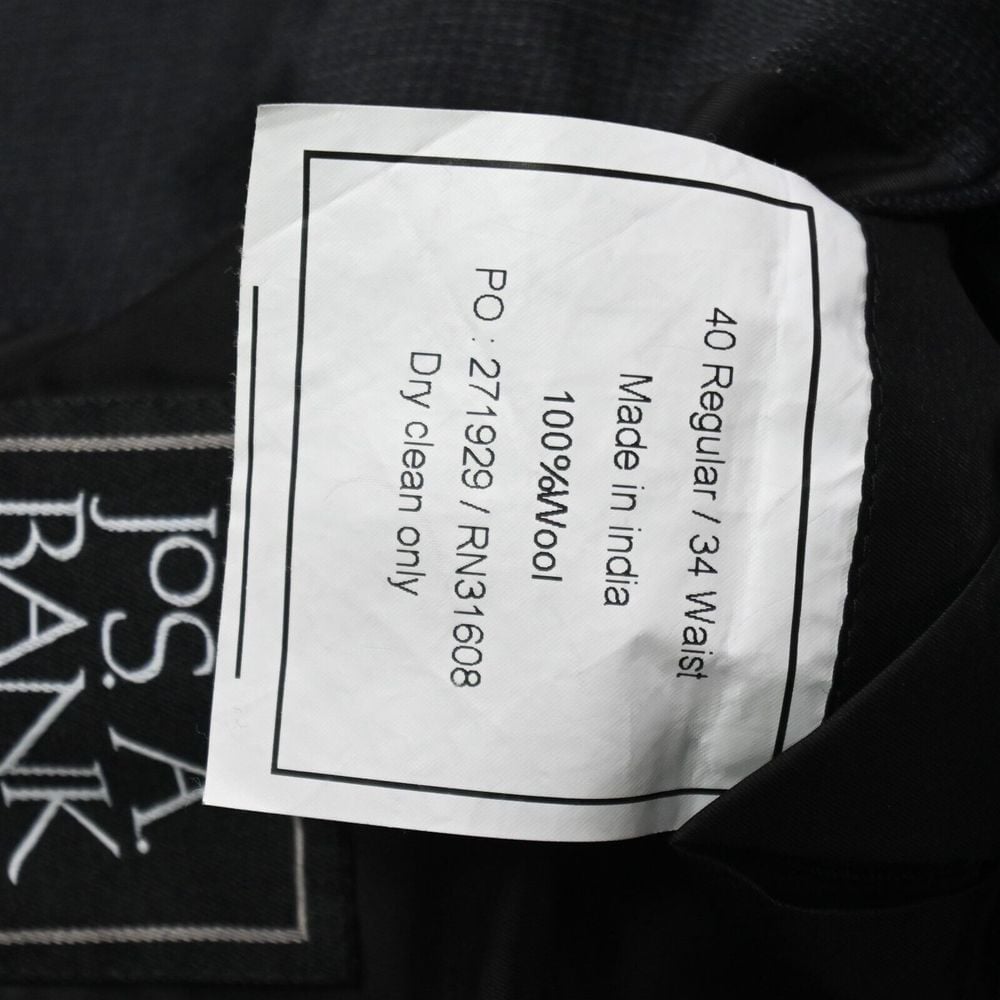 40 Regular / 34 Waist
Made in india
100%Wool
PO : 271929 / RN31608
Dry clean only
JOS. A.
BANK